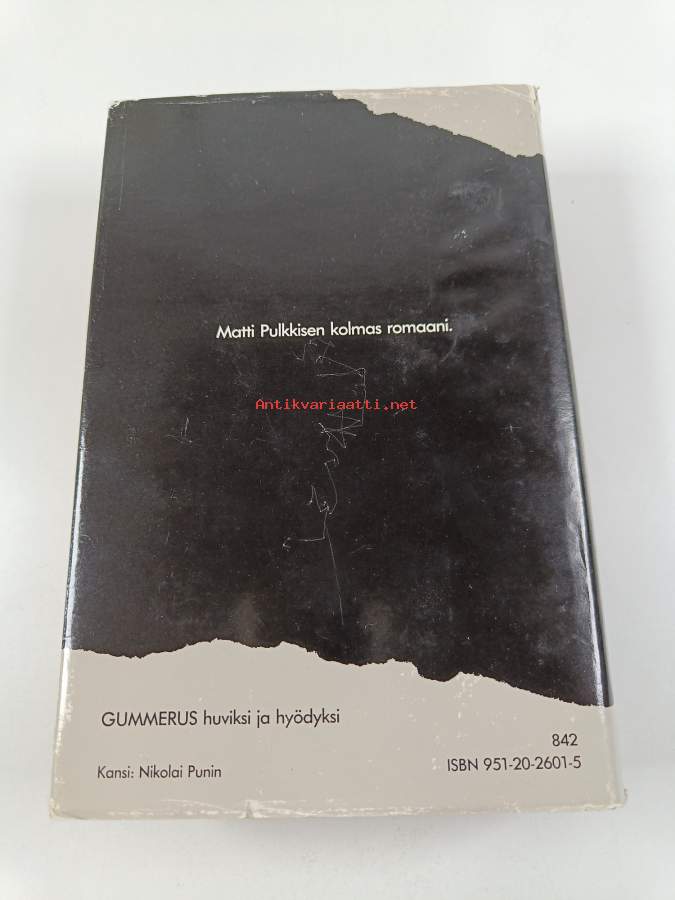 Matti Pulkkisen kolmas romaani.
Antikvariaatti.net
GUMMERUS huviksi ja hyödyksi
842
Kansi: Nikolai Punin
ISBN 951-20-2601-5